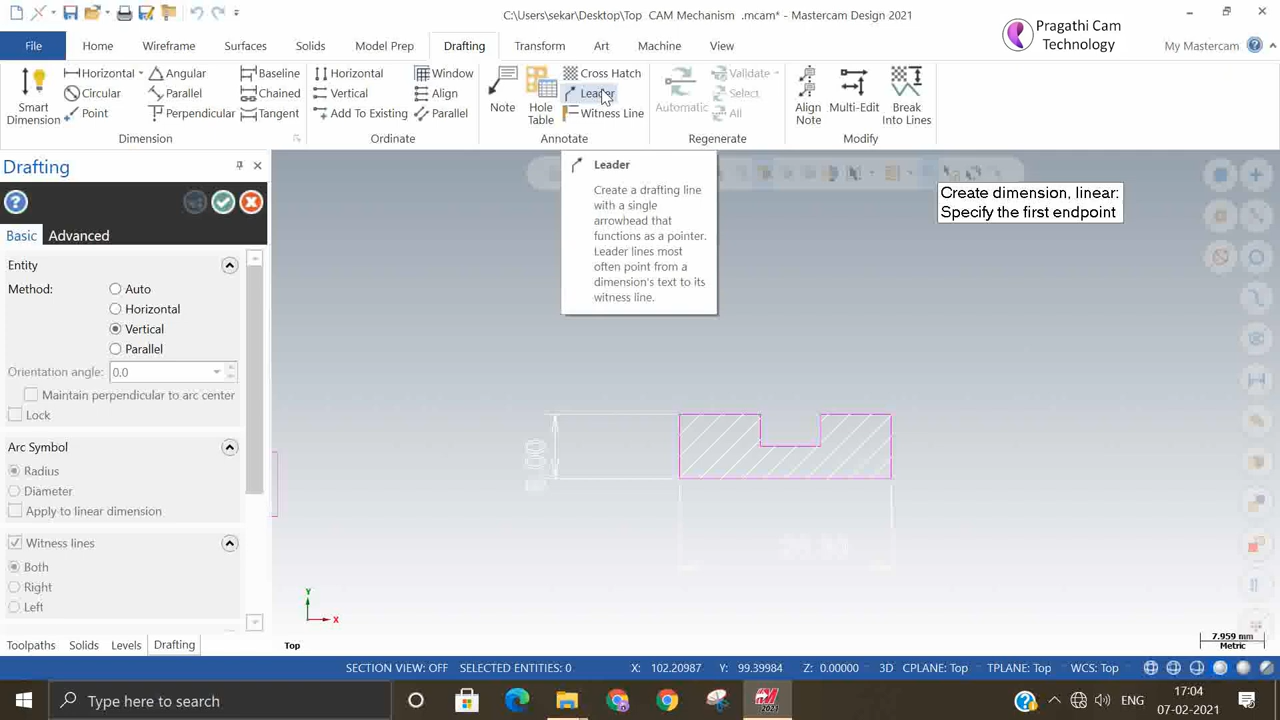 C:\Users\sekar\Desktop\Top   CAM Mechanism  .mcam* - Mastercam Design 2021
Pragathi Cam
Technology
File
Home
Wireframe
Surfaces
Solids
Model Prep
Drafting
Transform
Art
Machine
View
My Mastercam
Smart
Dimension
Horizontal
Circular
Point
Angular
Parallel
Perpendicular
Baseline
Chained
Tangent
Dimension
Horizontal
Vertical
Add To Existing
Window
Align
Parallel
Ordinate
Note
Hole
Table
Cross Hatch
Leader
Witness Line
Annotate
Automatic
Validate
Select
All
Regenerate
Align
Note
Multi-Edit
Break
Into Lines
Modify
Drafting
Basic
Advanced
Entity
Method:
Auto
Horizontal
Vertical
Parallel
Orientation angle:
0.0
Maintain perpendicular to arc center
Lock
Arc Symbol
Radius
Diameter
Apply to linear dimension
Witness lines
Both
Right
Left
Toolpaths
Solids
Levels
Drafting
Leader
Create a drafting line
with a single
arrowhead that
functions as a pointer.
Leader lines most
often point from a
dimension's text to its
witness line.
Create dimension, linear:
Specify the first endpoint
Y
X
Top
7.959 mm
Metric
SECTION VIEW: OFF
SELECTED ENTITIES: 0
X: 102.20987
Y: 99.39984
Z: 0.00000
3D
CPLANE: Top
TPLANE: Top
WCS: Top
Type here to search
ENG
17:04
07-02-2021